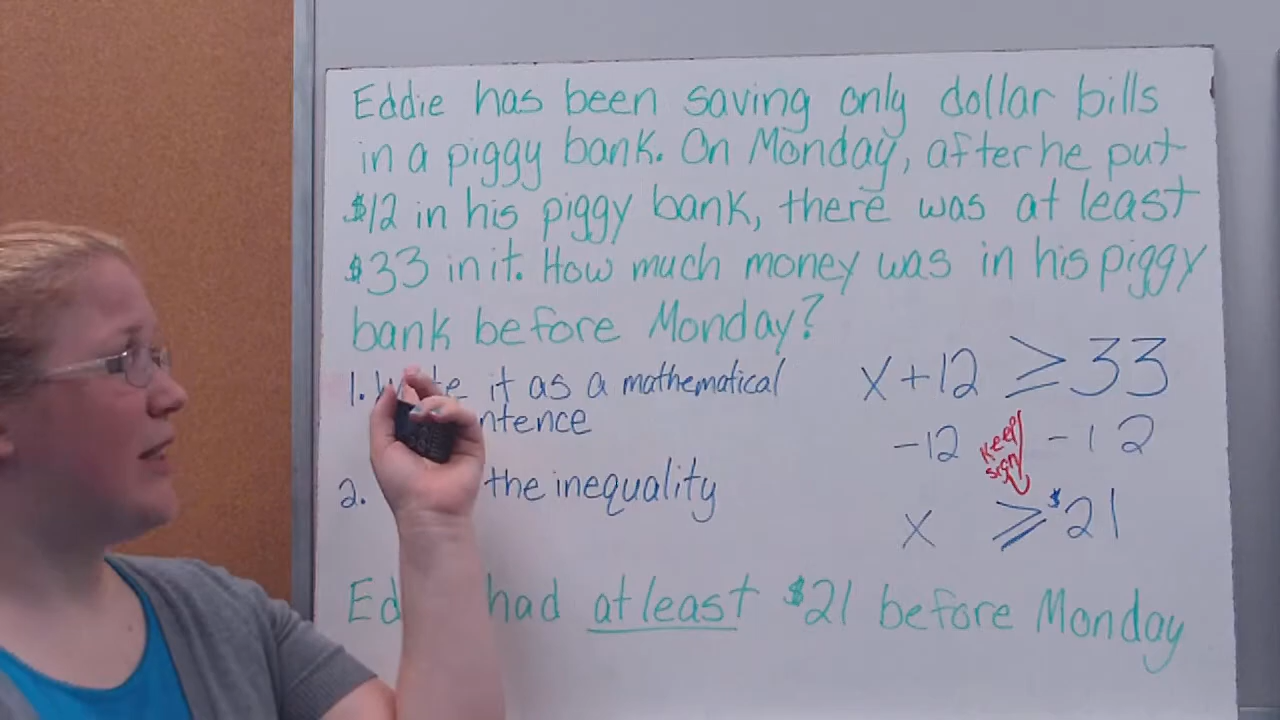 Eddie has been saving only dollar bills
in a piggy bank. On Monday, after he put
$12 in his piggy bank, there was at least
$33 in it. How much money was in his piggy
bank before Monday?
1. it as a mathematical
2. the inequality
x + 12 ≥ 33
-12 -12
Keep
sign
x ≥ $21
had at least $21 before Monday